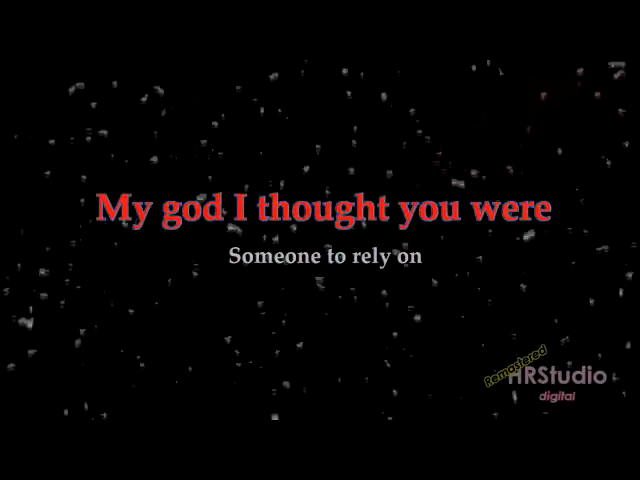 My god I thought you were
Someone to rely on
Remastered
HRStudio
digital